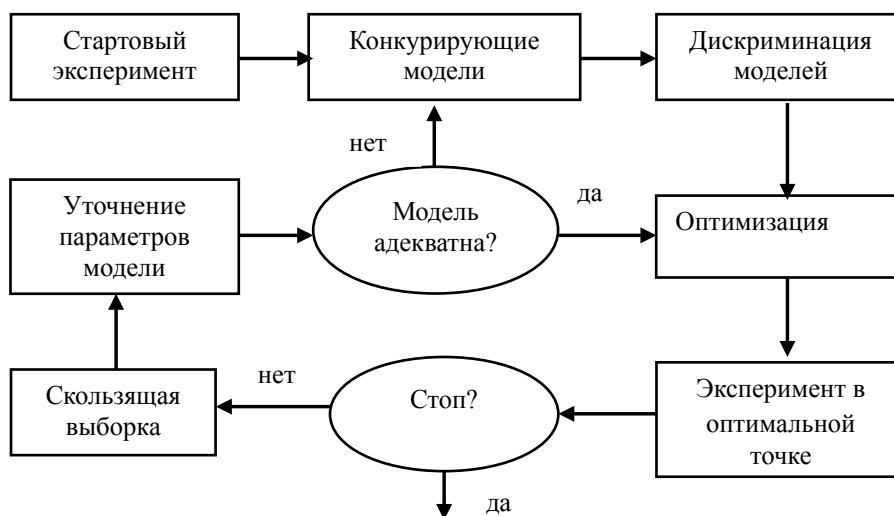 Стартовый
эксперимент
Конкурирующие
модели
Дискриминация
моделей
нет
да
Уточнение
параметров
модели
Модель
адекватна?
Оптимизация
Скользящая
выборка
нет
Стоп?
Эксперимент в
оптимальной
точке
да